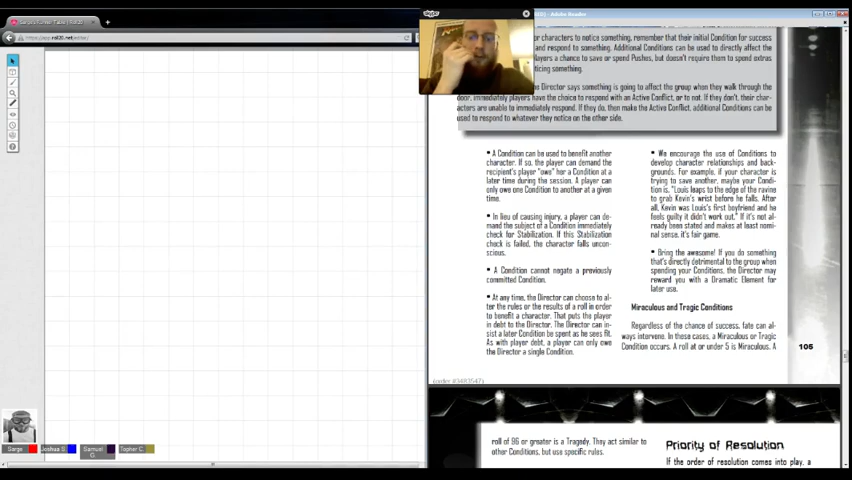 https://app.roll20.net/editor/
skype
Adobe Reader
or characters to notice something, remember that their initial Condition for success
and respond to something. Additional Conditions can be used to directly affect the
players a chance to save or spend Pushes, but doesn't require them to spend extras
ticing something.
he Director says something is going to affect the group when they walk through the
door, immediately players have the choice to respond with an Active Conflict, or to not. If they don't, their char-
acters are unable to immediately respond. If they do, then make the Active Conflict, additional Conditions can be
used to respond to whatever they notice on the other side.
• A Condition can be used to benefit another
character. If so, the player can demand the
recipient's player "owe" her a Condition at a
later time during the session. A player can
only owe one Condition to another at a given
time.
• In lieu of causing injury, a player can de-
mand the subject of a Condition immediately
check for Stabilization. If this Stabilization
check is failed, the character falls uncon-
scious.
• A Condition cannot negate a previously
committed Condition.
• At any time, the Director can choose to al-
ter the rules or the results of a roll in order
to benefit a character. That puts the player
in debt to the Director. The Director can in-
sist a later Condition be spent as he sees fit.
As with player debt, a player can only owe
the Director a single Condition.
• We encourage the use of Conditions to
develop character relationships and back-
grounds. For example, if your character is
trying to save another, maybe your Condi-
tion is, "Louis leaps to the edge of the ravine
to grab Kevin's wrist before he falls. After
all, Kevin was Louis's first boyfriend and he
feels guilty it didn't work out." If it's not al-
ready been stated and makes at least nomi-
nal sense, it's fair game.
• Bring the awesome! If you do something
that's directly detrimental to the group when
spending your Conditions, the Director may
reward you with a Dramatic Element for
later use.
Miraculous and Tragic Conditions
Regardless of the chance of success, fate can al-
ways intervene. In these cases, a Miraculous or Tragic
Condition occurs. A roll at or under 5 is Miraculous. A
105
(order #3483547)
roll of 96 or greater is a Tragedy. They act similar to
other Conditions, but use specific rules.
Priority of Resolution
If the order of resolution comes into play, a
Sarge
Joshua S.
Samuel
G.
Topher C.